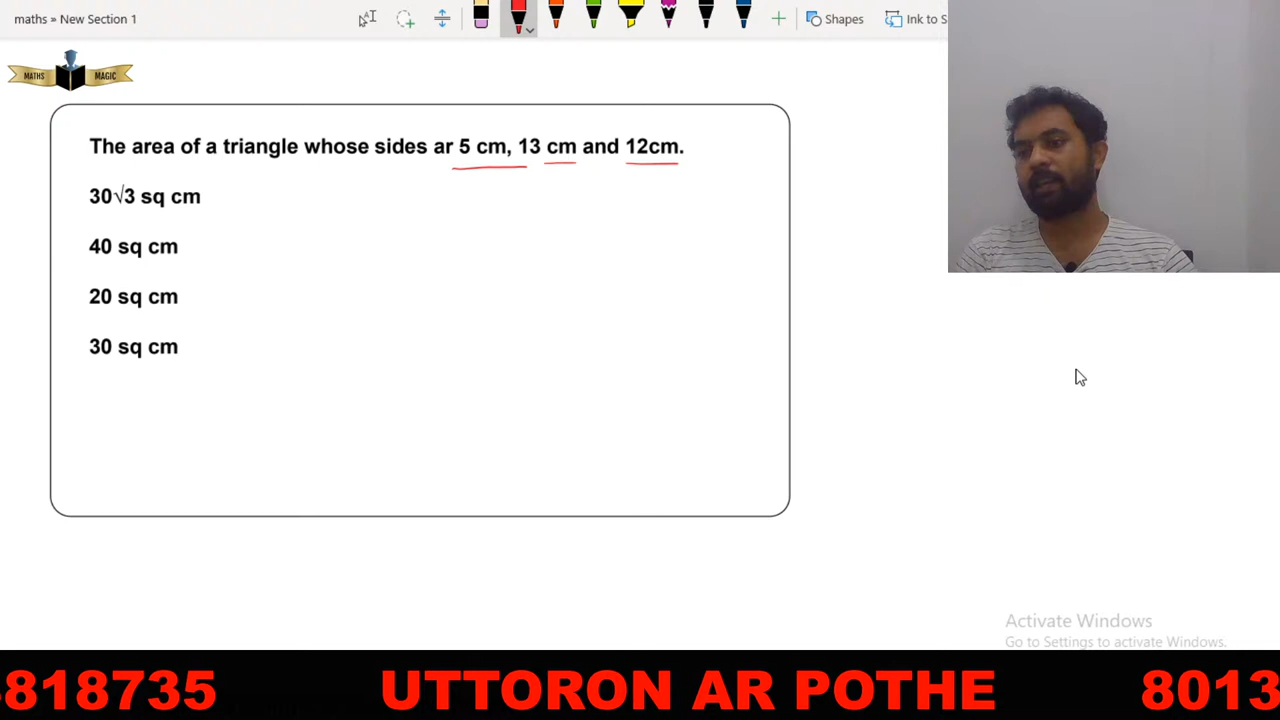 maths » New Section 1
Shapes
Ink to S
MATHS MAGIC
The area of a triangle whose sides ar 5 cm, 13 cm and 12cm.
30√3 sq cm
40 sq cm
20 sq cm
30 sq cm
Activate Windows
Go to Settings to activate Windows.
818735 UTTORON AR POTHE 8013